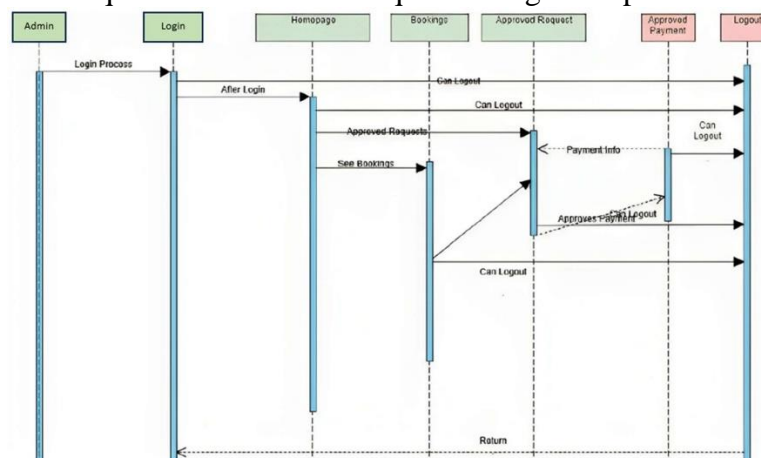 Admin
Login
Homepage
Bookings
Approved Request
Approved
Payment
Logout
Login Process
Can Logout
After Login
Can Logout
Can
Logout
Approved Requests
Payment Info
See Bookings
Can Logout
Approves Payment
Can Logout
Return